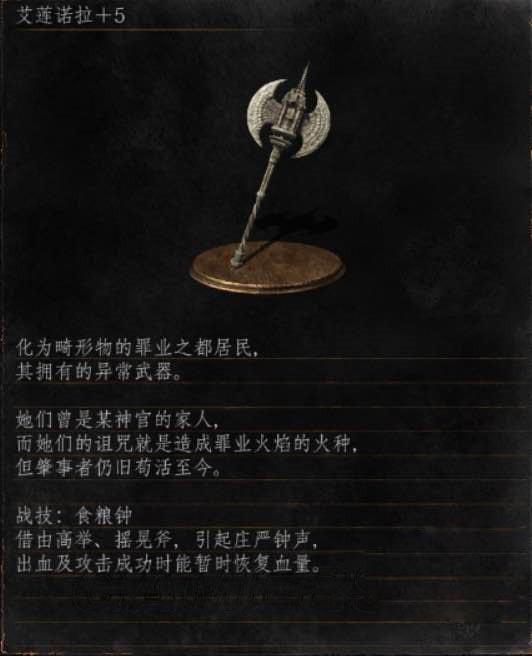 艾莲诺拉+5
化为畸形物的罪业之都居民，
其拥有的异常武器。
她们曾是某神官的家人，
而她们的诅咒就是造成罪业火焰的火种，
但肇事者仍旧苟活至今。
战技：食粮钟
借由高举、摇晃斧，引起庄严钟声，
出血及攻击成功时能暂时恢复血量。